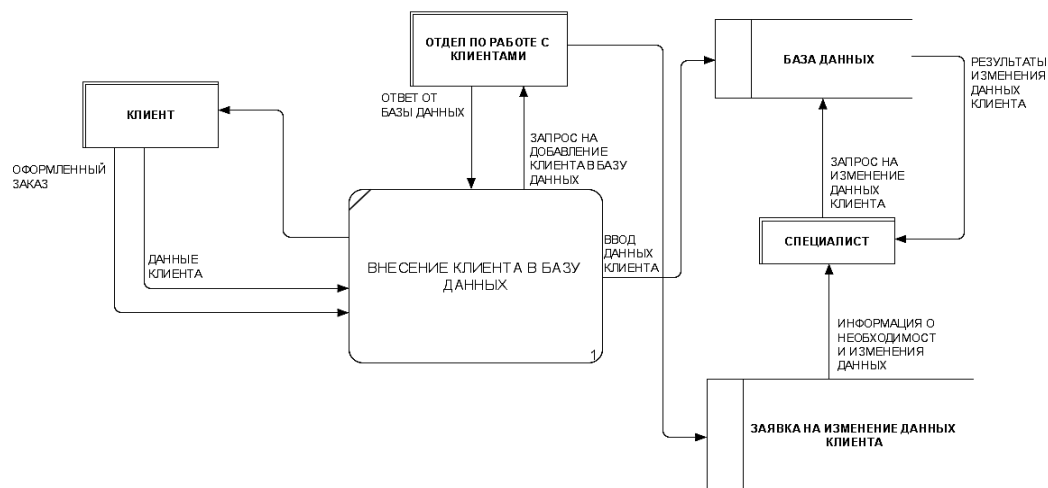 ОТДЕЛ ПО РАБОТЕ С
КЛИЕНТАМИ
БАЗА ДАННЫХ
РЕЗУЛЬТАТЫ
ИЗМЕНЕНИЯ
ДАННЫХ
КЛИЕНТА
КЛИЕНТ
ОТВЕТ ОТ
БАЗЫ ДАННЫХ
ЗАПРОС НА
ДОБАВЛЕНИЕ
КЛИЕНТА В БАЗУ
ДАННЫХ
ОФОРМЛЕННЫЙ
ЗАКАЗ
ЗАПРОС НА
ИЗМЕНЕНИЕ
ДАННЫХ
КЛИЕНТА
ДАННЫЕ
КЛИЕНТА
ВНЕСЕНИЕ КЛИЕНТА В БАЗУ
ДАННЫХ
1
ВВОД
ДАННЫХ
КЛИЕНТА
СПЕЦИАЛИСТ
ИНФОРМАЦИЯ О
НЕОБХОДИМОСТ
И ИЗМЕНЕНИЯ
ДАННЫХ
ЗАЯВКА НА ИЗМЕНЕНИЕ ДАННЫХ
КЛИЕНТА